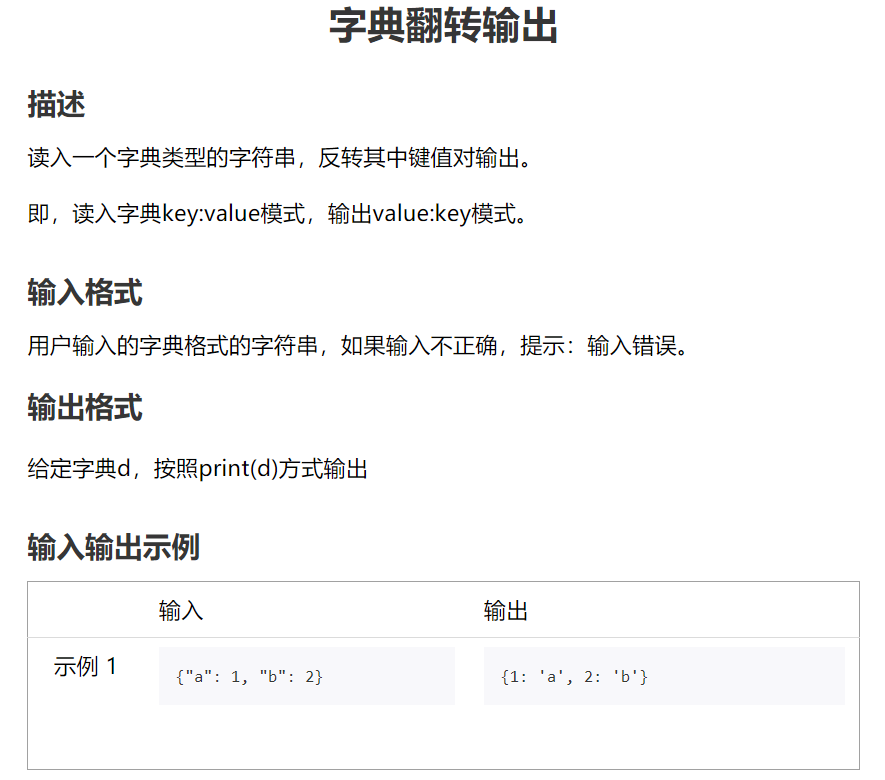 字典翻转输出
描述
读入一个字典类型的字符串，反转其中键值对输出。
即，读入字典key:value模式，输出value:key模式。
输入格式
用户输入的字典格式的字符串，如果输入不正确，提示：输入错误。
输出格式
给定字典d，按照print(d)方式输出
输入输出示例
输入 输出
示例 1 {"a": 1, "b": 2} {1: 'a', 2: 'b'}